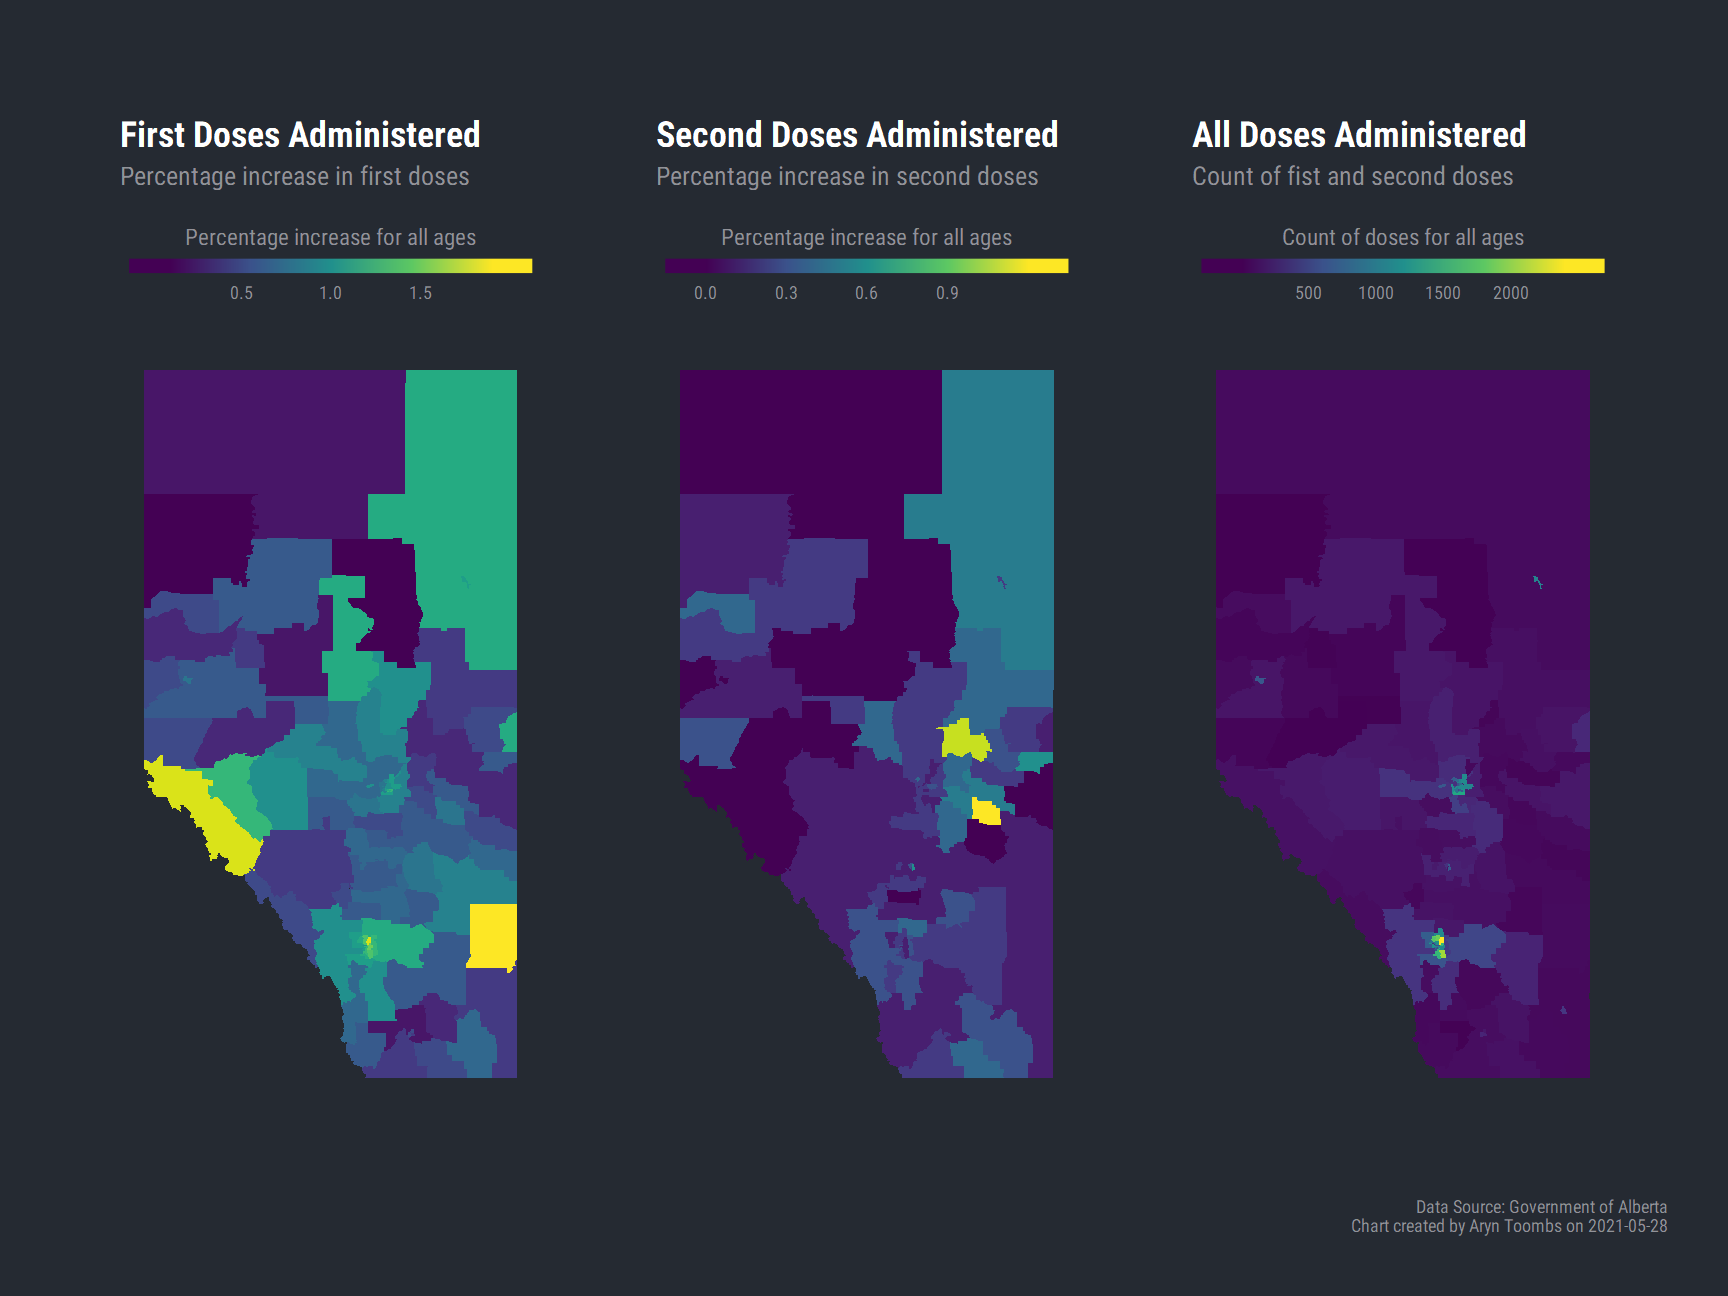 First Doses Administered
Percentage increase in first doses
Percentage increase for all ages
0.5 1.0 1.5
Second Doses Administered
Percentage increase in second doses
Percentage increase for all ages
0.0 0.3 0.6 0.9
All Doses Administered
Count of fist and second doses
Count of doses for all ages
500 1000 1500 2000
Data Source: Government of Alberta
Chart created by Aryn Toombs on 2021-05-28